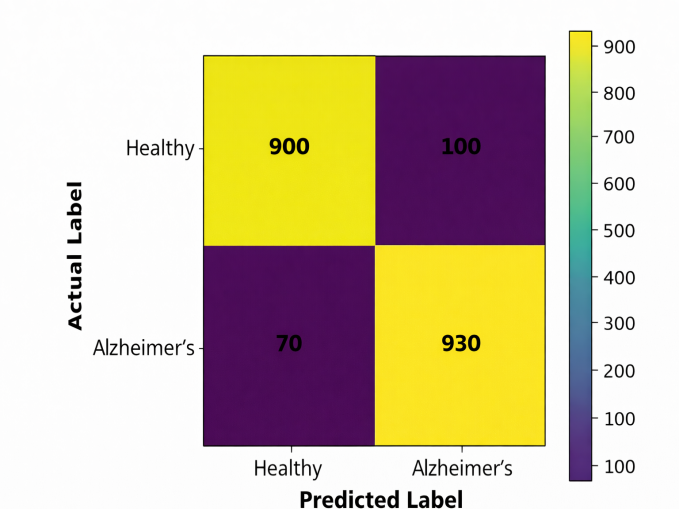 900
800
700
600
500
400
300
200
100
100
Healthy
900
100
Actual Label
Alzheimer’s
70
930
Healthy
Alzheimer’s
Predicted Label